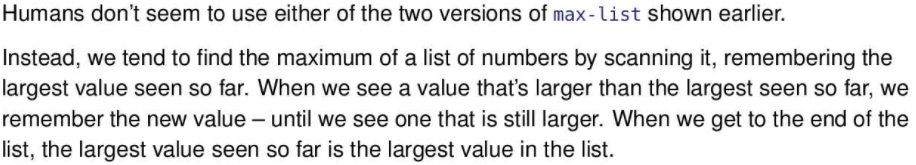 Humans don't seem to use either of the two versions of max-list shown earlier.
Instead, we tend to find the maximum of a list of numbers by scanning it, remembering the
largest value seen so far. When we see a value that's larger than the largest seen so far, we
remember the new value – until we see one that is still larger. When we get to the end of the
list, the largest value seen so far is the largest value in the list.